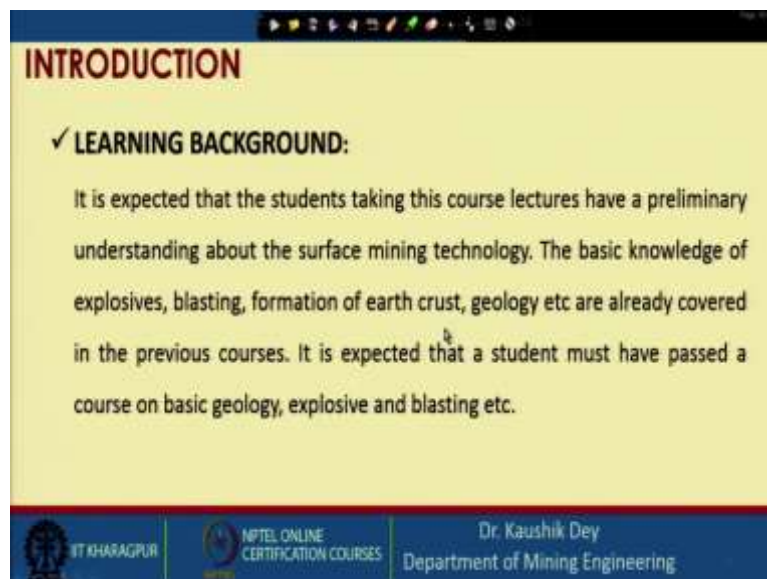 INTRODUCTION
✓ LEARNING BACKGROUND:
It is expected that the students taking this course lectures have a preliminary
understanding about the surface mining technology. The basic knowledge of
explosives, blasting, formation of earth crust, geology etc are already covered
in the previous courses. It is expected that a student must have passed a
course on basic geology, explosive and blasting etc.
IIT KHARAGPUR
NPTEL ONLINE
CERTIFICATION COURSES
Dr. Kaushik Dey
Department of Mining Engineering